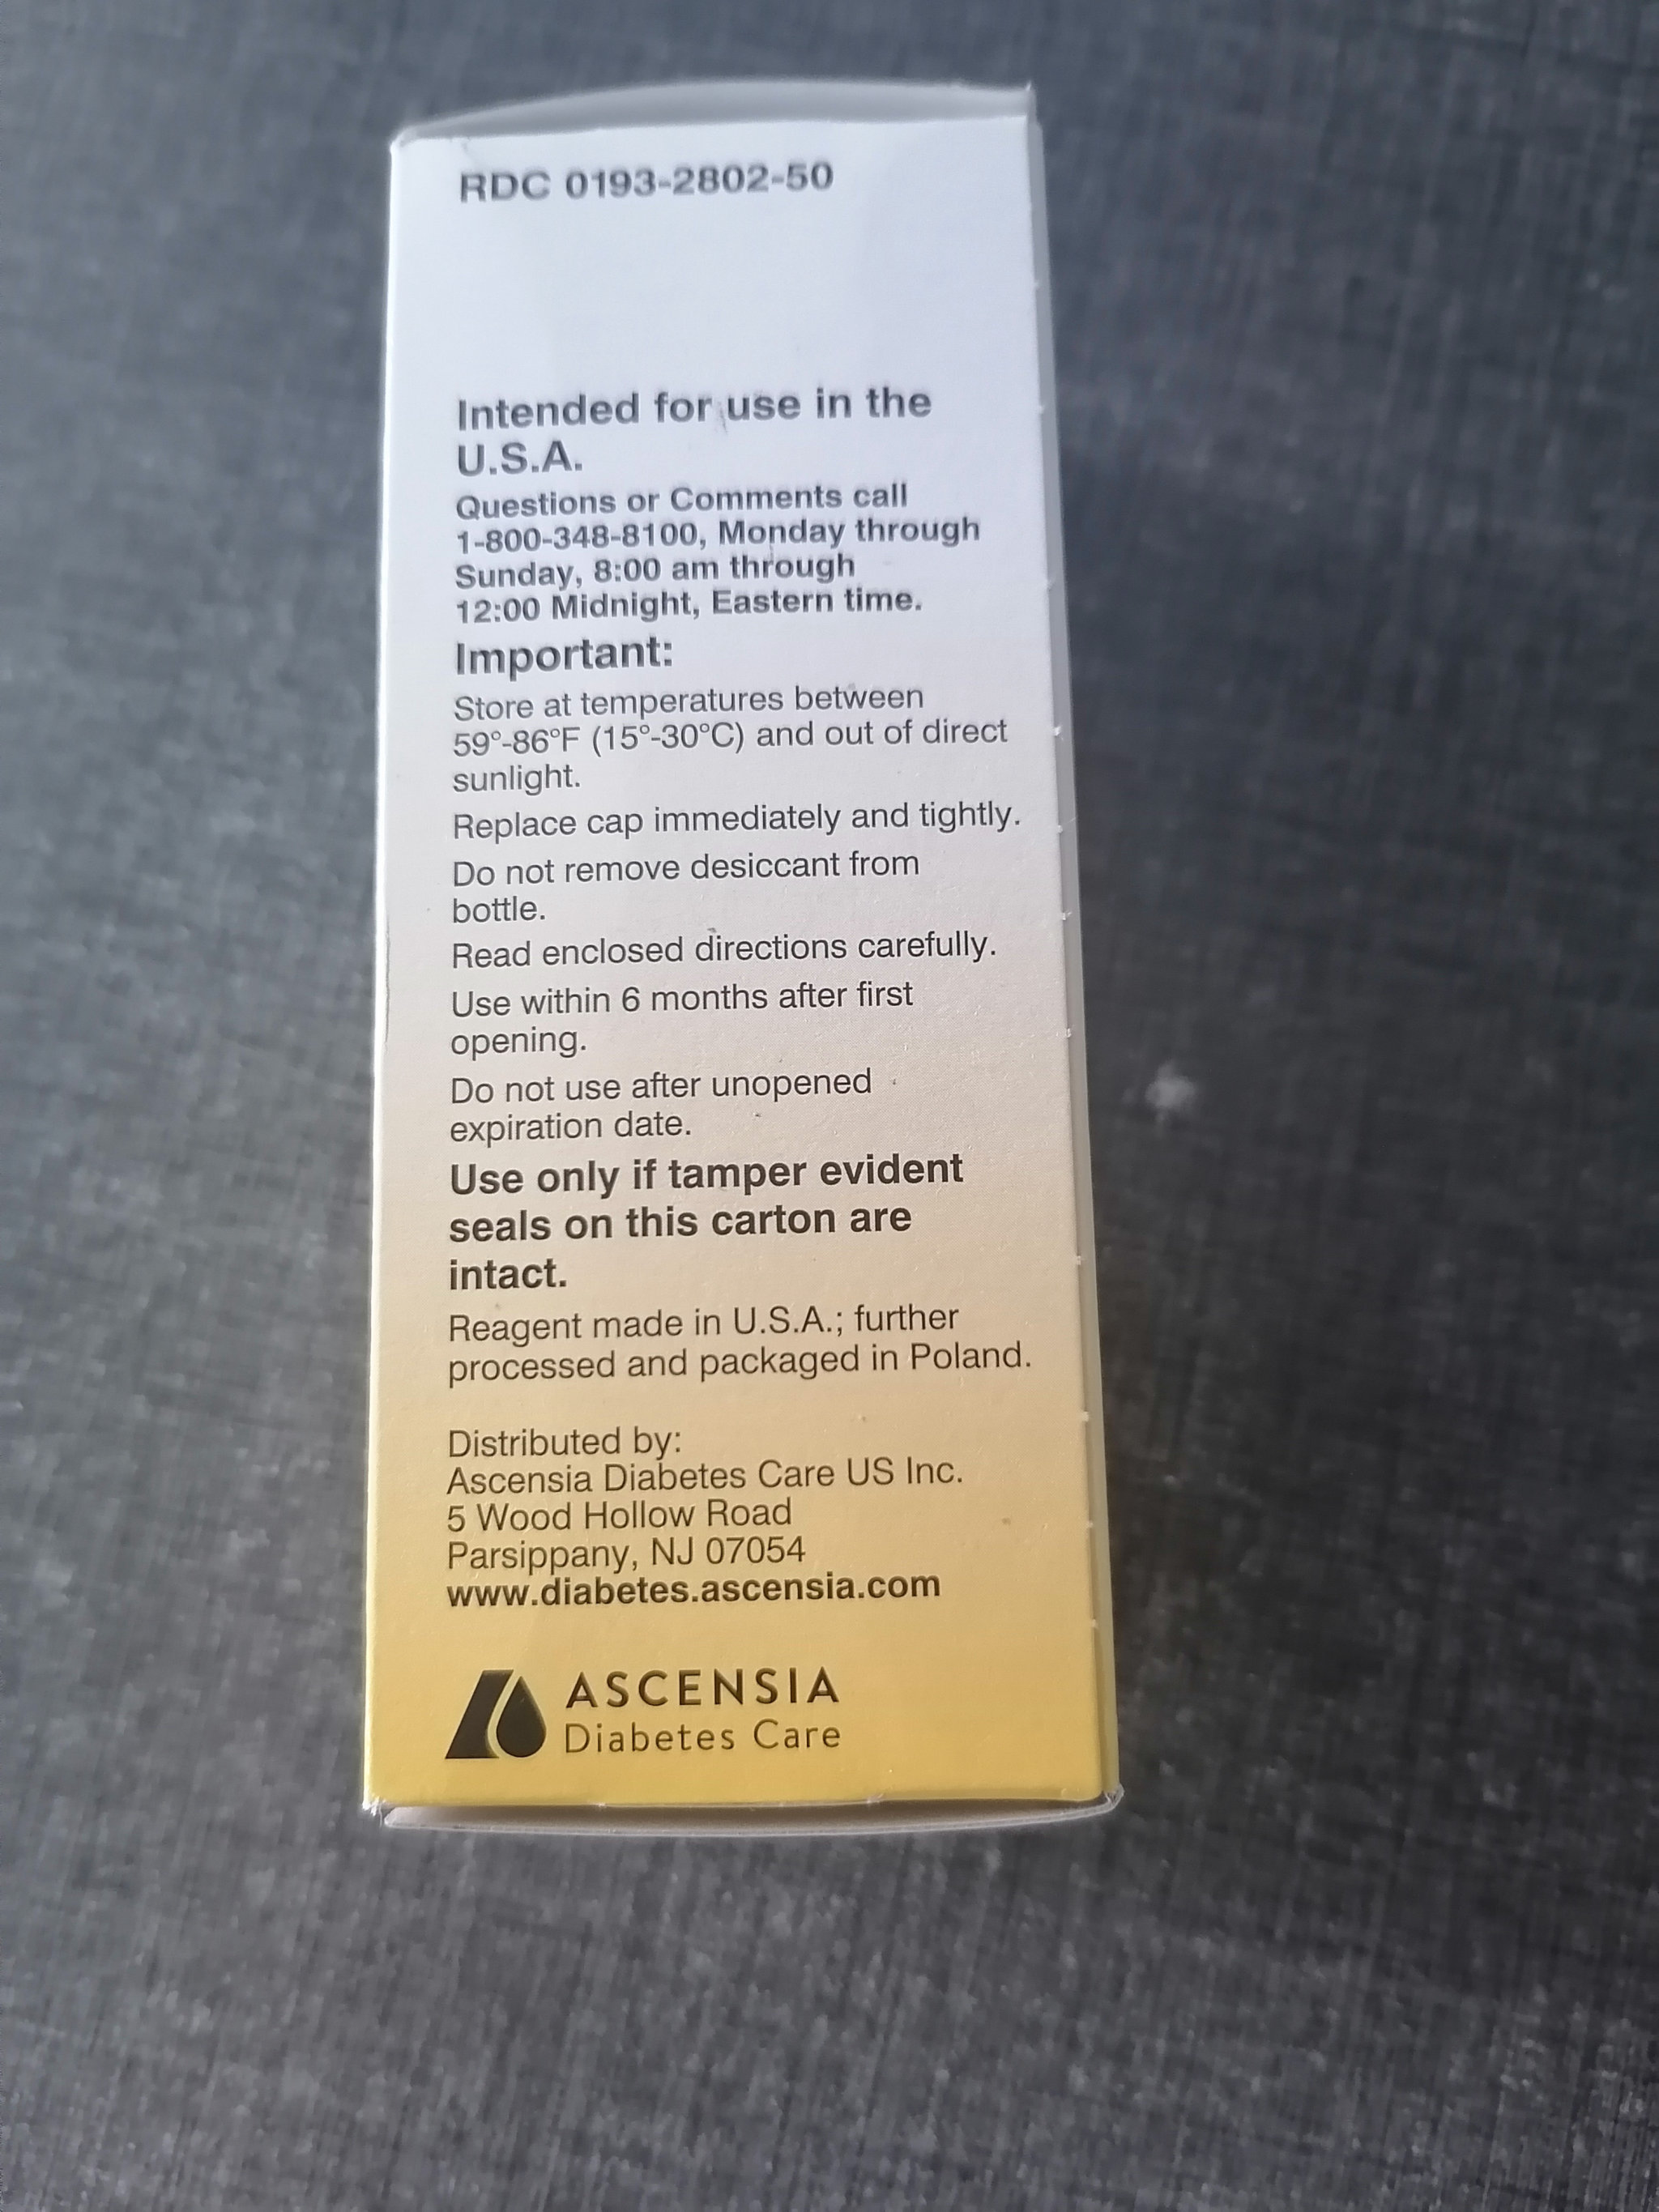 RDC 0193-2802-50
Intended for use in the
U.S.A.
Questions or Comments call
1-800-348-8100, Monday through
Sunday, 8:00 am through
12:00 Midnight, Eastern time.
Important:
Store at temperatures between
59°-86°F (15°-30°C) and out of direct
sunlight.
Replace cap immediately and tightly.
Do not remove desiccant from
bottle.
Read enclosed directions carefully.
Use within 6 months after first
opening.
Do not use after unopened
expiration date.
Use only if tamper evident
seals on this carton are
intact.
Reagent made in U.S.A.; further
processed and packaged in Poland.
Distributed by:
Ascensia Diabetes Care US Inc.
5 Wood Hollow Road
Parsippany, NJ 07054
www.diabetes.ascensia.com
ASCENSIA
Diabetes Care